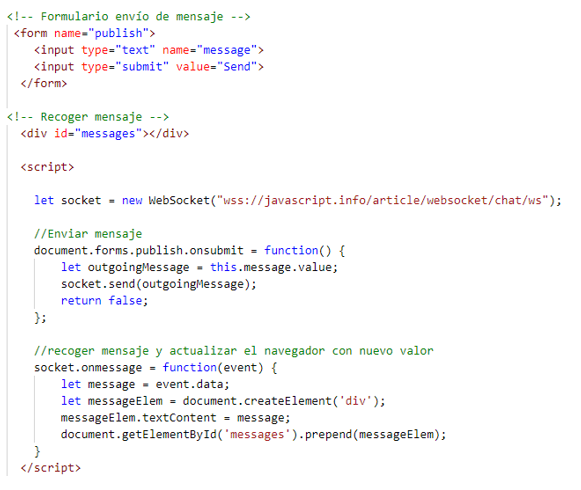 <!-- Formulario envío de mensaje -->
<form name="publish">
<input type="text" name="message">
<input type="submit" value="Send">
</form>
<!-- Recoger mensaje -->
<div id="messages"></div>
<script>
let socket = new WebSocket("wss://javascript.info/article/websocket/chat/ws");
//Enviar mensaje
document.forms.publish.onsubmit = function() {
let outgoingMessage = this.message.value;
socket.send(outgoingMessage);
return false;
};
//recoger mensaje y actualizar el navegador con nuevo valor
socket.onmessage = function(event) {
let message = event.data;
let messageElem = document.createElement('div');
messageElem.textContent = message;
document.getElementById('messages').prepend(messageElem);
}
</script>